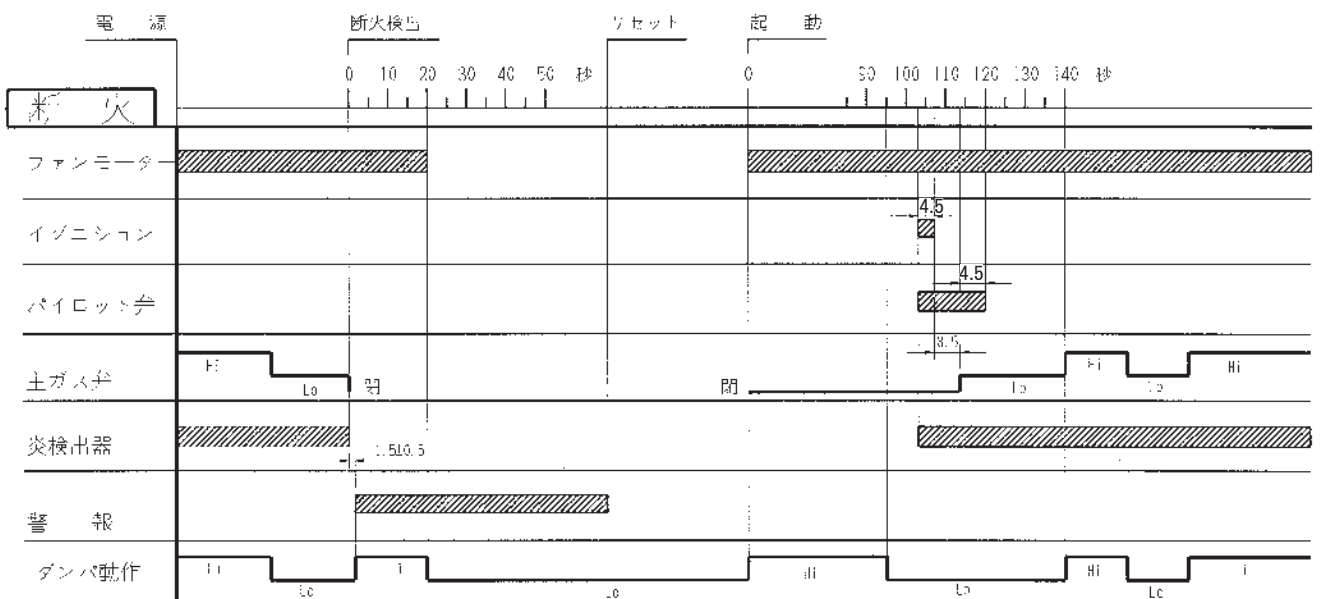 電源 断火検出 リセット 起動
0 10 20 30 40 50 秒 0 90 100 110 120 130 140 秒
断火
ファンモーター
イグニション 4.5
パイロット弁 4.5
3.5
主ガス弁 Hi Lo 閉 閉 Lo Hi Lo Hi
炎検出器 1.5±0.5
警報
ダンパ動作 Hi Lo Lo Hi Lo Hi Lo